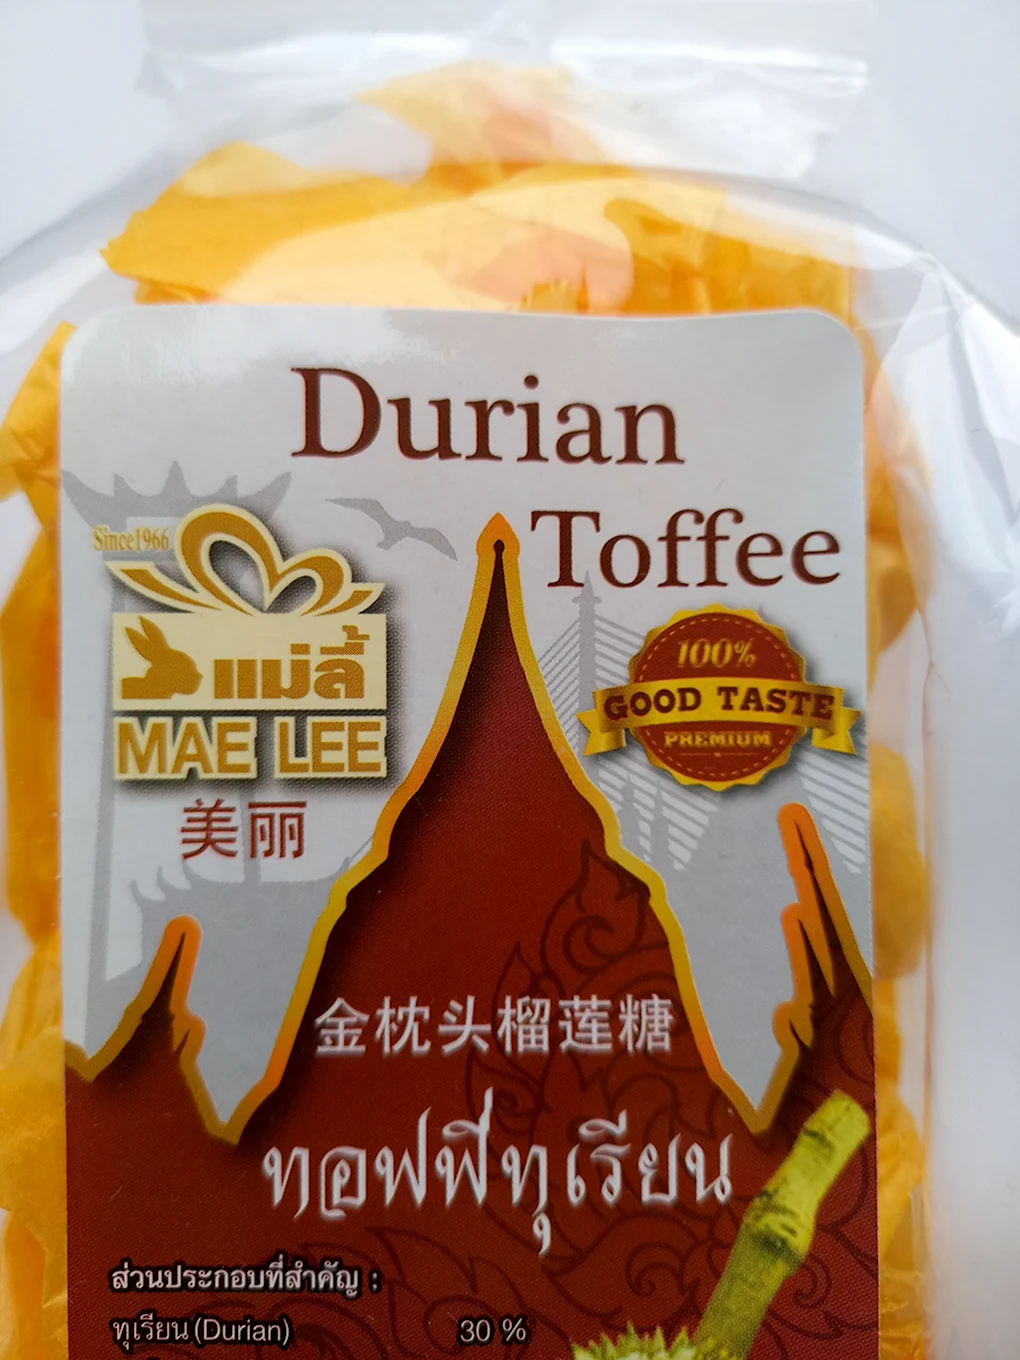 Durian
Toffee
Since1966
แม่ลี้
MAE LEE
美丽
100%
GOOD TASTE
PREMIUM
金枕头榴莲糖
ทอฟฟี่ทุเรียน
ส่วนประกอบที่สำคัญ :
ทุเรียน (Durian) 30 %